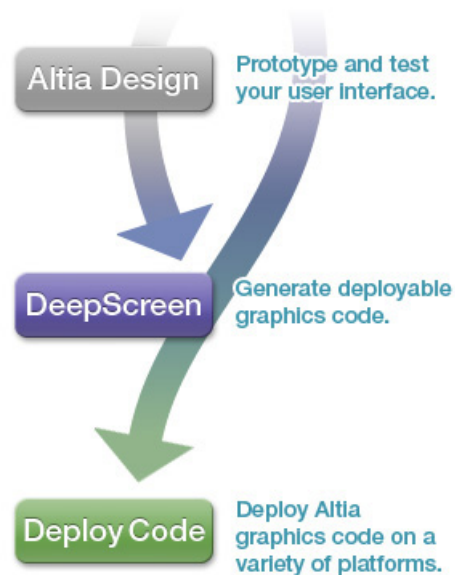 Altia Design
Prototype and test
your user interface.
DeepScreen
Generate deployable
graphics code.
Deploy Code
Deploy Altia
graphics code on a
variety of platforms.